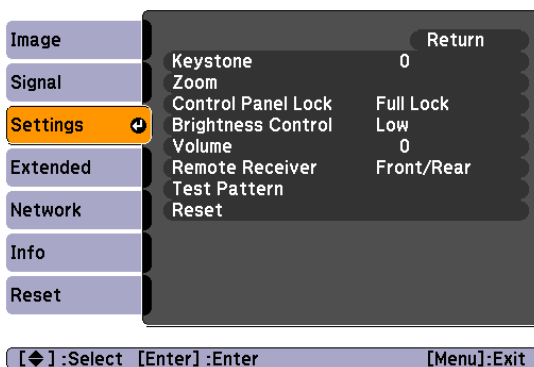 Image
Signal
Settings
Extended
Network
Info
Reset
Return
Keystone 0
Zoom
Control Panel Lock Full Lock
Brightness Control Low
Volume 0
Remote Receiver Front/Rear
Test Pattern
Reset
[◆] :Select [Enter] :Enter [Menu]:Exit